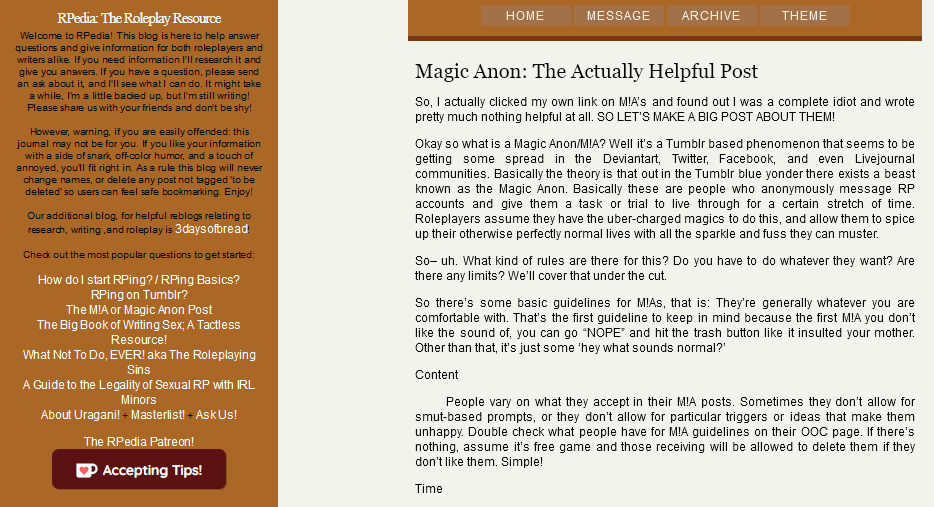 RPedia: The Roleplay Resource
Welcome to RPedia! This blog is here to help answer
questions and give information for both roleplayers and
writers alike. If you need information I'll research it and
give you answers. If you have a question, please send
an ask about it, and I'll see what I can do. It might take
a while, I'm a little backed up, but I'm still writing!
Please share us with your friends and don't be shy!
However, warning, if you are easily offended: this
journal may not be for you. If you like your information
with a side of snark, off-color humor, and a touch of
annoyed, you'll fit right in. As a rule this blog will never
change names, or delete any post not tagged 'to be
deleted' so users can feel safe bookmarking. Enjoy!
Our additional blog, for helpful reblogs relating to
research, writing ,and roleplay is 3daysofbread!
Check out the most popular questions to get started:
How do I start RPing? / RPing Basics?
RPing on Tumblr?
The M!A or Magic Anon Post
The Big Book of Writing Sex; A Tactless
Resource!
What Not To Do, EVER! aka The Roleplaying
Sins
A Guide to the Legality of Sexual RP with IRL
Minors
About Uragani! + Masterlist! + Ask Us!
The RPedia Patreon!
Accepting Tips!
HOME MESSAGE ARCHIVE THEME
Magic Anon: The Actually Helpful Post
So, I actually clicked my own link on M!A's and found out I was a complete idiot and wrote
pretty much nothing helpful at all. SO LET'S MAKE A BIG POST ABOUT THEM!
Okay so what is a Magic Anon/M!A? Well it's a Tumblr based phenomenon that seems to be
getting some spread in the Deviantart, Twitter, Facebook, and even Livejournal
communities. Basically the theory is that out in the Tumblr blue yonder there exists a beast
known as the Magic Anon. Basically these are people who anonymously message RP
accounts and give them a task or trial to live through for a certain stretch of time.
Roleplayers assume they have the uber-charged magics to do this, and allow them to spice
up their otherwise perfectly normal lives with all the sparkle and fuss they can muster.
So– uh. What kind of rules are there for this? Do you have to do whatever they want? Are
there any limits? We'll cover that under the cut.
So there's some basic guidelines for M!As, that is: They're generally whatever you are
comfortable with. That's the first guideline to keep in mind because the first M!A you don't
like the sound of, you can go “NOPE” and hit the trash button like it insulted your mother.
Other than that, it's just some ‘hey what sounds normal?’
Content
People vary on what they accept in their M!A posts. Sometimes they don't allow for
smut-based prompts, or they don't allow for particular triggers or ideas that make them
unhappy. Double check what people have for M!A guidelines on their OOC page. If there's
nothing, assume it's free game and those receiving will be allowed to delete them if they
don't like them. Simple!
Time